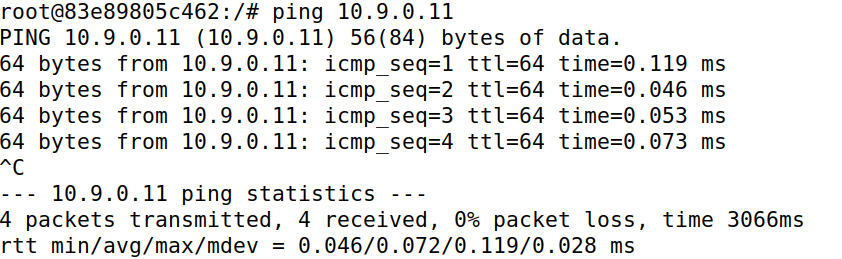 root@83e89805c462:/# ping 10.9.0.11
PING 10.9.0.11 (10.9.0.11) 56(84) bytes of data.
64 bytes from 10.9.0.11: icmp_seq=1 ttl=64 time=0.119 ms
64 bytes from 10.9.0.11: icmp_seq=2 ttl=64 time=0.046 ms
64 bytes from 10.9.0.11: icmp_seq=3 ttl=64 time=0.053 ms
64 bytes from 10.9.0.11: icmp_seq=4 ttl=64 time=0.073 ms
^C
--- 10.9.0.11 ping statistics ---
4 packets transmitted, 4 received, 0% packet loss, time 3066ms
rtt min/avg/max/mdev = 0.046/0.072/0.119/0.028 ms